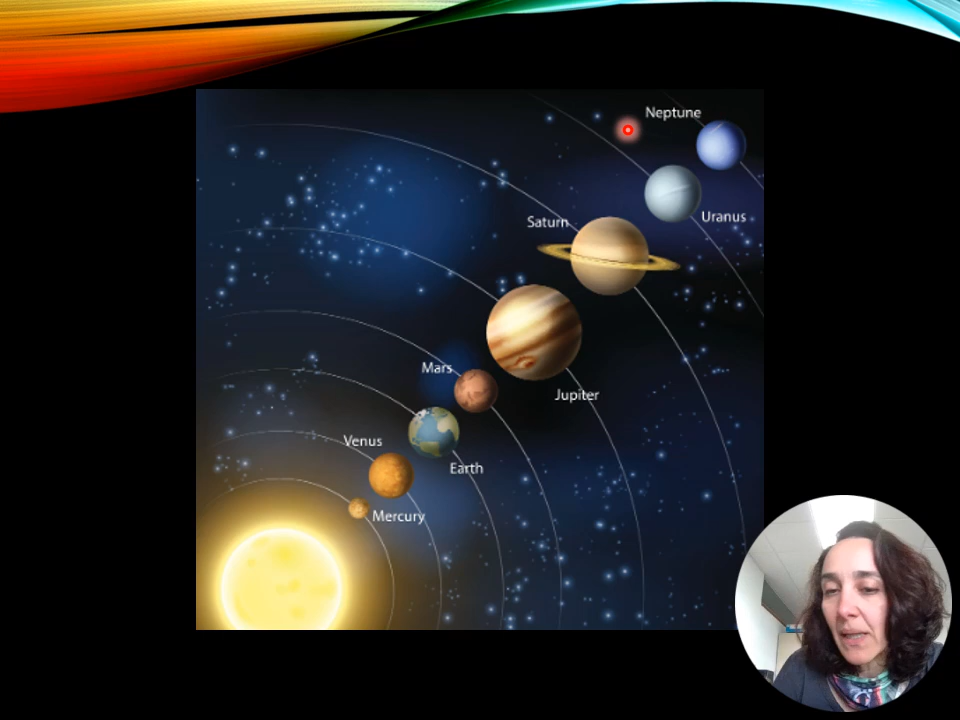 Neptune
Uranus
Saturn
Jupiter
Mars
Earth
Venus
Mercury